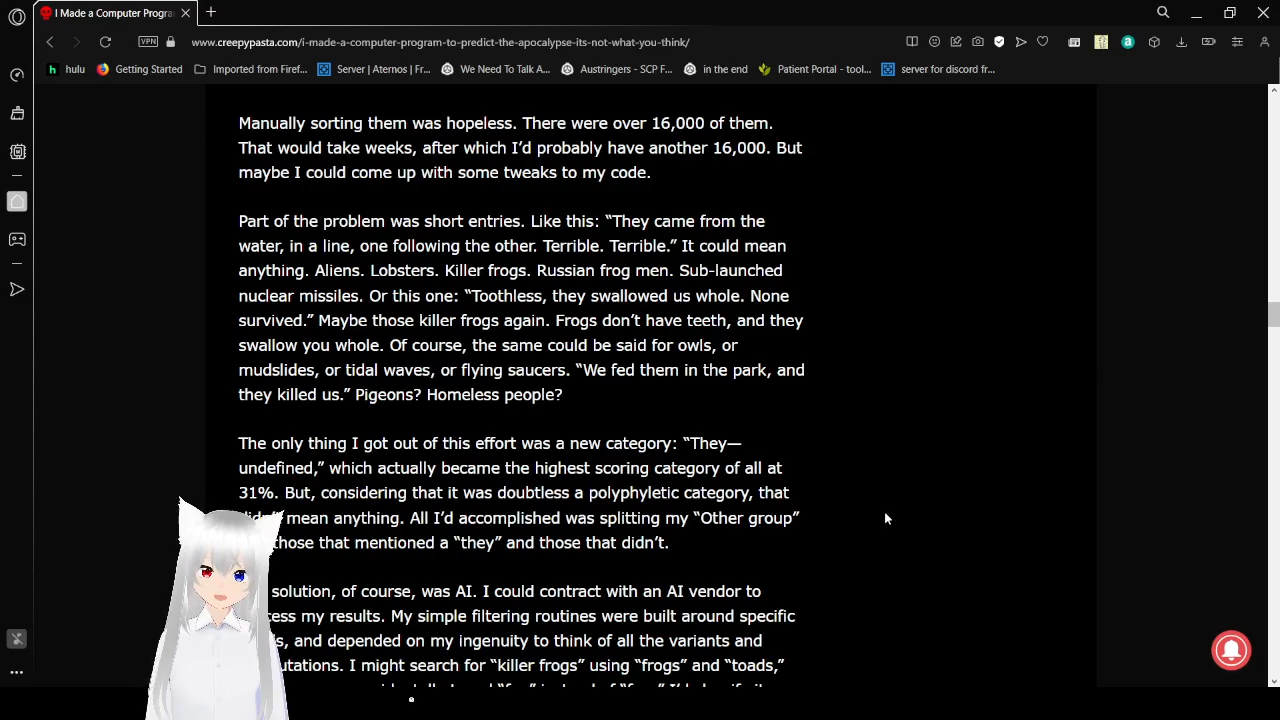 I Made a Computer Progra
VPN
www.creepypasta.com/i-made-a-computer-program-to-predict-the-apocalypse-its-not-what-you-think/
hulu
Getting Started
Imported from Firef...
Server | Aternos | Fr...
We Need To Talk A...
Austringers - SCP F...
in the end
Patient Portal - tool...
server for discord fr...
Manually sorting them was hopeless. There were over 16,000 of them.
That would take weeks, after which I’d probably have another 16,000. But
maybe I could come up with some tweaks to my code.
Part of the problem was short entries. Like this: “They came from the
water, in a line, one following the other. Terrible. Terrible.” It could mean
anything. Aliens. Lobsters. Killer frogs. Russian frog men. Sub-launched
nuclear missiles. Or this one: “Toothless, they swallowed us whole. None
survived.” Maybe those killer frogs again. Frogs don’t have teeth, and they
swallow you whole. Of course, the same could be said for owls, or
mudslides, or tidal waves, or flying saucers. “We fed them in the park, and
they killed us.” Pigeons? Homeless people?
The only thing I got out of this effort was a new category: “They—
undefined,” which actually became the highest scoring category of all at
31%. But, considering that it was doubtless a polyphyletic category, that
mean anything. All I’d accomplished was splitting my “Other group”
those that mentioned a “they” and those that didn’t.
solution, of course, was AI. I could contract with an AI vendor to
my results. My simple filtering routines were built around specific
and depended on my ingenuity to think of all the variants and
I might search for “killer frogs” using “frogs” and “toads,”